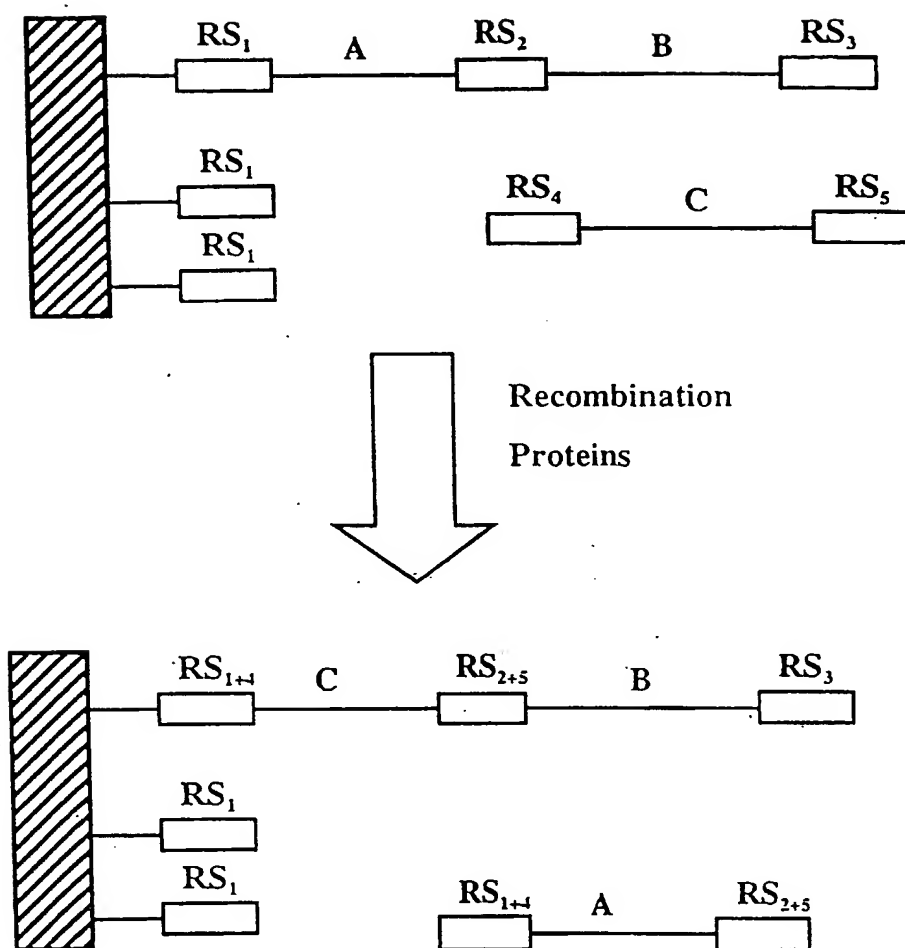 RS₁ A RS₂ B RS₃
RS₁
RS₄ C RS₅
RS₁
Recombination
Proteins
RS₁₊₄ C RS₂₊₅ B RS₃
RS₁
RS₁
RS₁₊₄ A RS₂₊₅